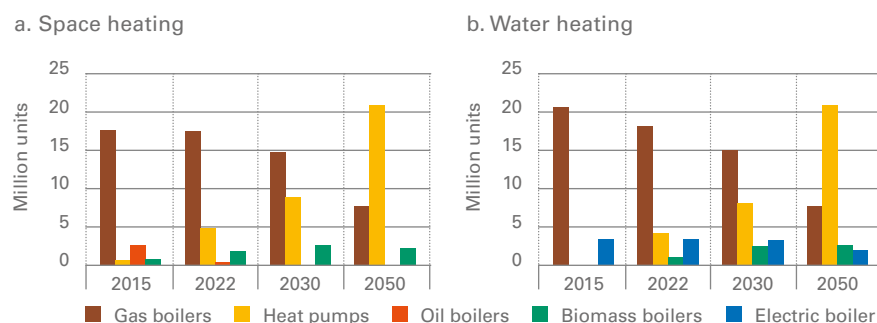 a. Space heating
Million units
25
20
15
10
5
0
2015 2022 2030 2050
b. Water heating
Million units
25
20
15
10
5
0
2015 2022 2030 2050
Gas boilers Heat pumps Oil boilers Biomass boilers Electric boiler